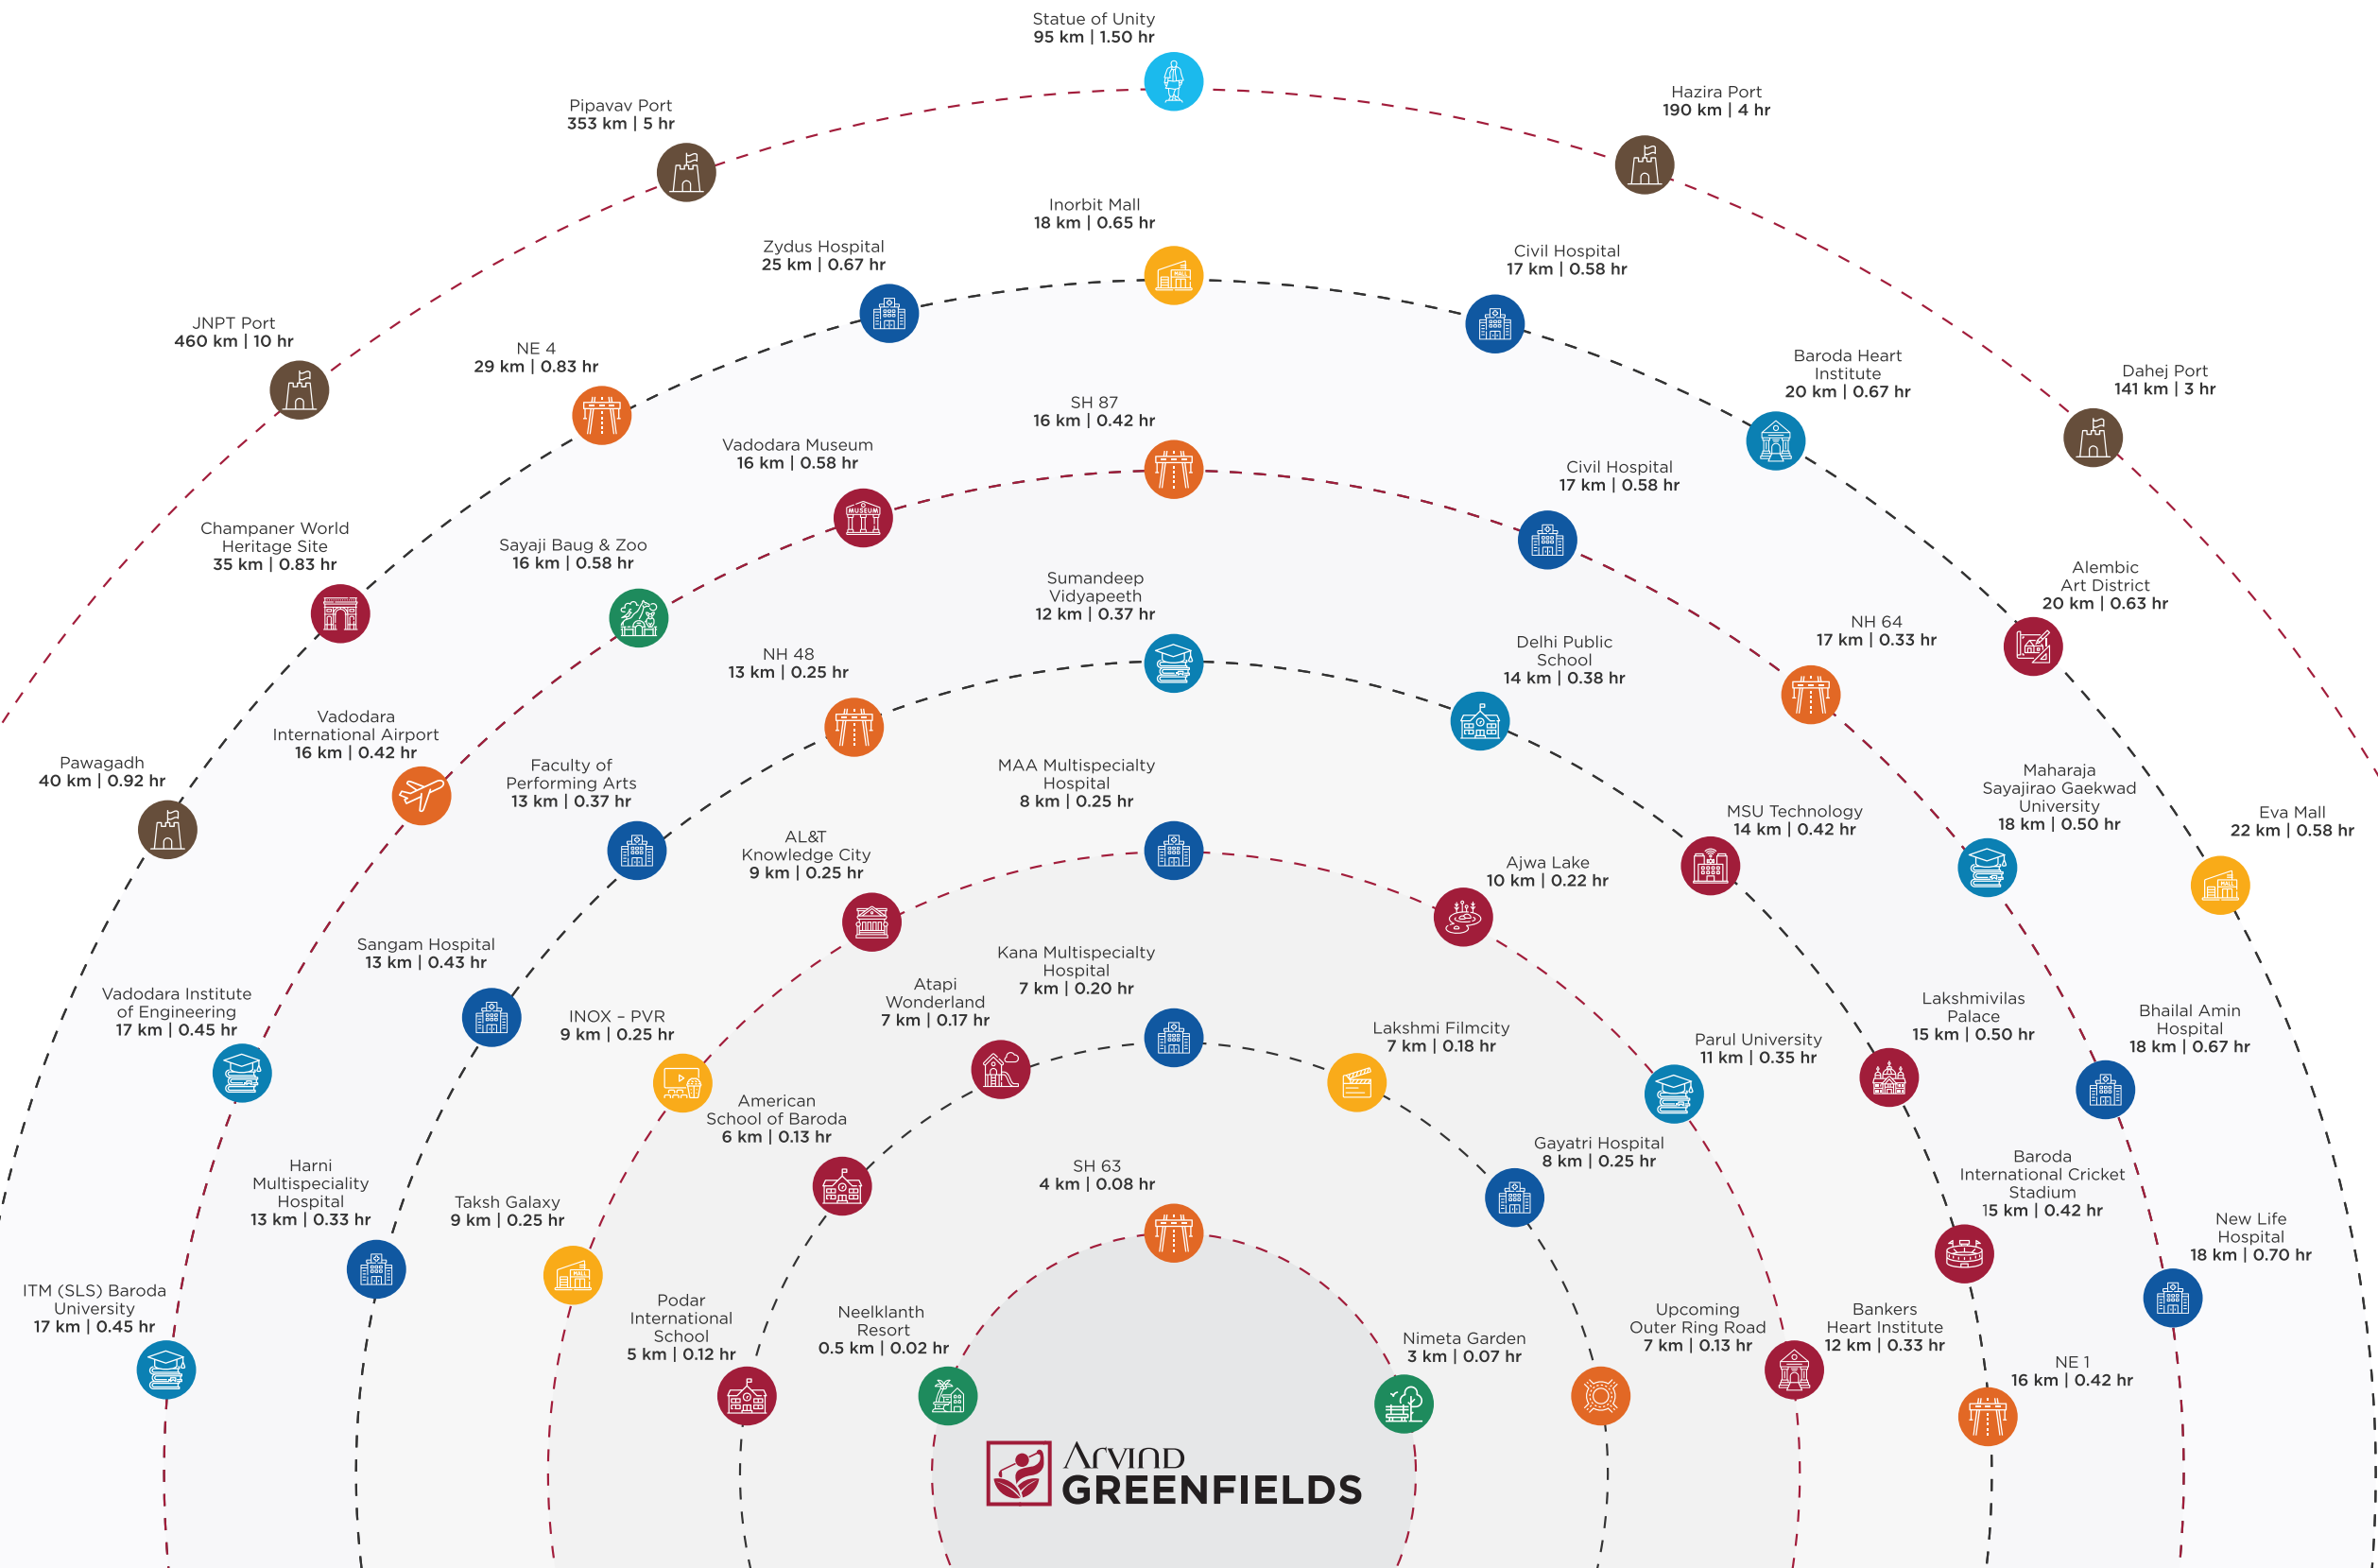 Statue of Unity
95 km | 1.50 hr
Pipavav Port
353 km | 5 hr
Hazira Port
190 km | 4 hr
JNPT Port
460 km | 10 hr
Dahej Port
141 km | 3 hr
Inorbit Mall
18 km | 0.65 hr
Zydus Hospital
25 km | 0.67 hr
Civil Hospital
17 km | 0.58 hr
NE 4
29 km | 0.83 hr
Baroda Heart
Institute
20 km | 0.67 hr
Champaner World
Heritage Site
35 km | 0.83 hr
Alembic
Art District
20 km | 0.63 hr
Pawagadh
40 km | 0.92 hr
Eva Mall
22 km | 0.58 hr
MALL
MALL
SH 87
16 km | 0.42 hr
Vadodara Museum
16 km | 0.58 hr
MUSEUM
Civil Hospital
17 km | 0.58 hr
Sayaji Baug & Zoo
16 km | 0.58 hr
NH 64
17 km | 0.33 hr
Vadodara
International Airport
16 km | 0.42 hr
Maharaja
Sayajirao Gaekwad
University
18 km | 0.50 hr
Vadodara Institute
of Engineering
17 km | 0.45 hr
Bhailal Amin
Hospital
18 km | 0.67 hr
ITM (SLS) Baroda
University
17 km | 0.45 hr
New Life
Hospital
18 km | 0.70 hr
Sumandeep
Vidyapeeth
12 km | 0.37 hr
NH 48
13 km | 0.25 hr
Delhi Public
School
14 km | 0.38 hr
Faculty of
Performing Arts
13 km | 0.37 hr
MSU Technology
14 km | 0.42 hr
Sangam Hospital
13 km | 0.43 hr
Lakshmivilas
Palace
15 km | 0.50 hr
Harni
Multispeciality
Hospital
13 km | 0.33 hr
Baroda
International Cricket
Stadium
15 km | 0.42 hr
NE 1
16 km | 0.42 hr
MAA Multispecialty
Hospital
8 km | 0.25 hr
AL&T
Knowledge City
9 km | 0.25 hr
Ajwa Lake
10 km | 0.22 hr
INOX – PVR
9 km | 0.25 hr
Parul University
11 km | 0.35 hr
Taksh Galaxy
9 km | 0.25 hr
MALL
Bankers
Heart Institute
12 km | 0.33 hr
Kana Multispecialty
Hospital
7 km | 0.20 hr
Atapi
Wonderland
7 km | 0.17 hr
Lakshmi Filmcity
7 km | 0.18 hr
American
School of Baroda
6 km | 0.13 hr
Gayatri Hospital
8 km | 0.25 hr
Podar
International
School
5 km | 0.12 hr
Upcoming
Outer Ring Road
7 km | 0.13 hr
SH 63
4 km | 0.08 hr
Neelklanth
Resort
0.5 km | 0.02 hr
Nimeta Garden
3 km | 0.07 hr
Arvind
GREENFIELDS